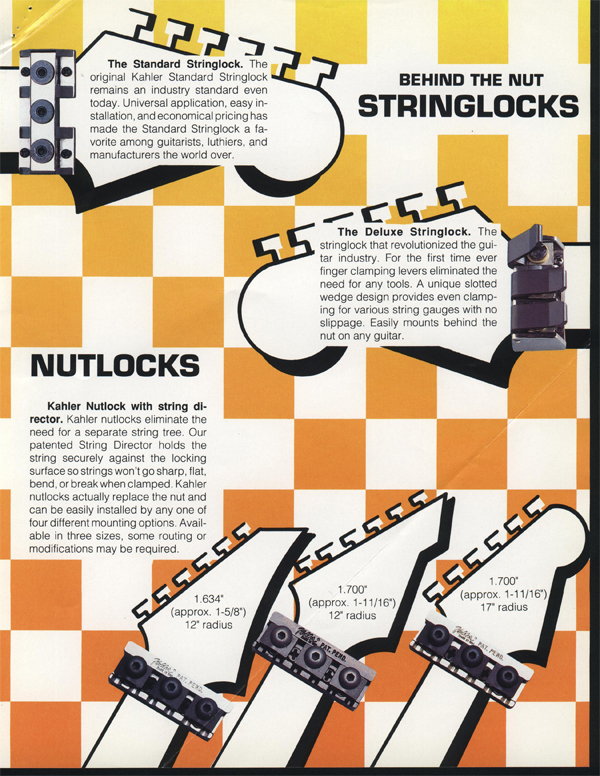 The Standard Stringlock. The
original Kahler Standard Stringlock
remains an industry standard even
today. Universal application, easy in-
stallation, and economical pricing has
made the Standard Stringlock a fa-
vorite among guitarists, luthiers, and
manufacturers the world over.
BEHIND THE NUT
STRINGLOCKS
The Deluxe Stringlock. The
stringlock that revolutionized the gui-
tar industry. For the first time ever
finger clamping levers eliminated the
need for any tools. A unique slotted
wedge design provides even clamp-
ing for various string gauges with no
slippage. Easily mounts behind the
nut on any guitar.
NUTLOCKS
Kahler Nutlock with string di-
rector. Kahler nutlocks eliminate the
need for a separate string tree. Our
patented String Director holds the
string securely against the locking
surface so strings won't go sharp, flat,
bend, or break when clamped. Kahler
nutlocks actually replace the nut and
can be easily installed by any one of
four different mounting options. Avail-
able in three sizes, some routing or
modifications may be required.
1.634"
(approx. 1-5/8")
12" radius
1.700"
(approx. 1-11/16")
12" radius
1.700"
(approx. 1-11/16")
17" radius
PAT. PEND.
PAT. PEND.
PAT. PEND.